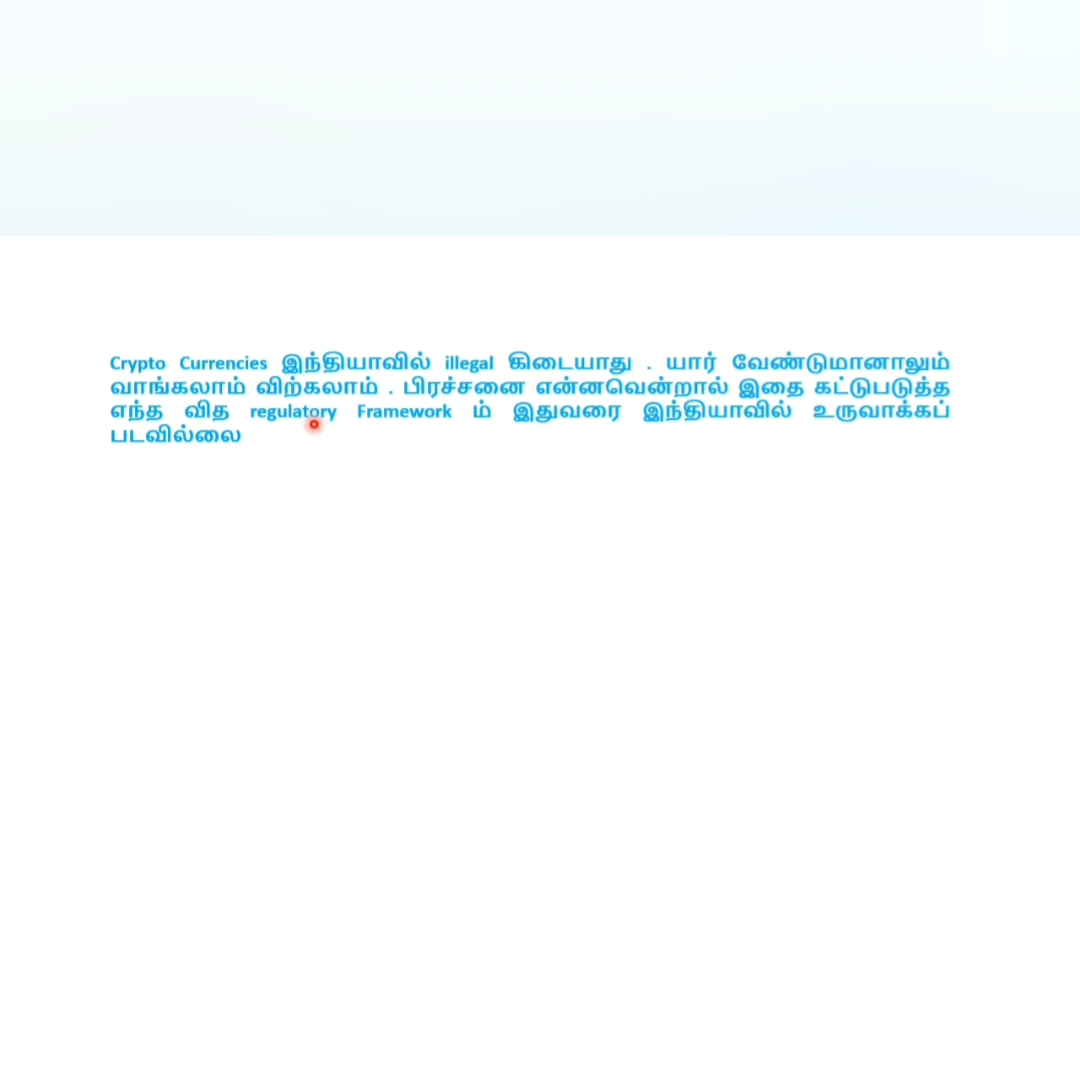 Crypto Currencies இந்தியாவில் illegal கிடையாது . யார் வேண்டுமானாலும்
வாங்கலாம் விற்கலாம் . பிரச்சனை என்னவென்றால் இதை கட்டுபடுத்த
எந்த வித regulatory Framework ம் இதுவரை இந்தியாவில் உருவாக்கப்
படவில்லை